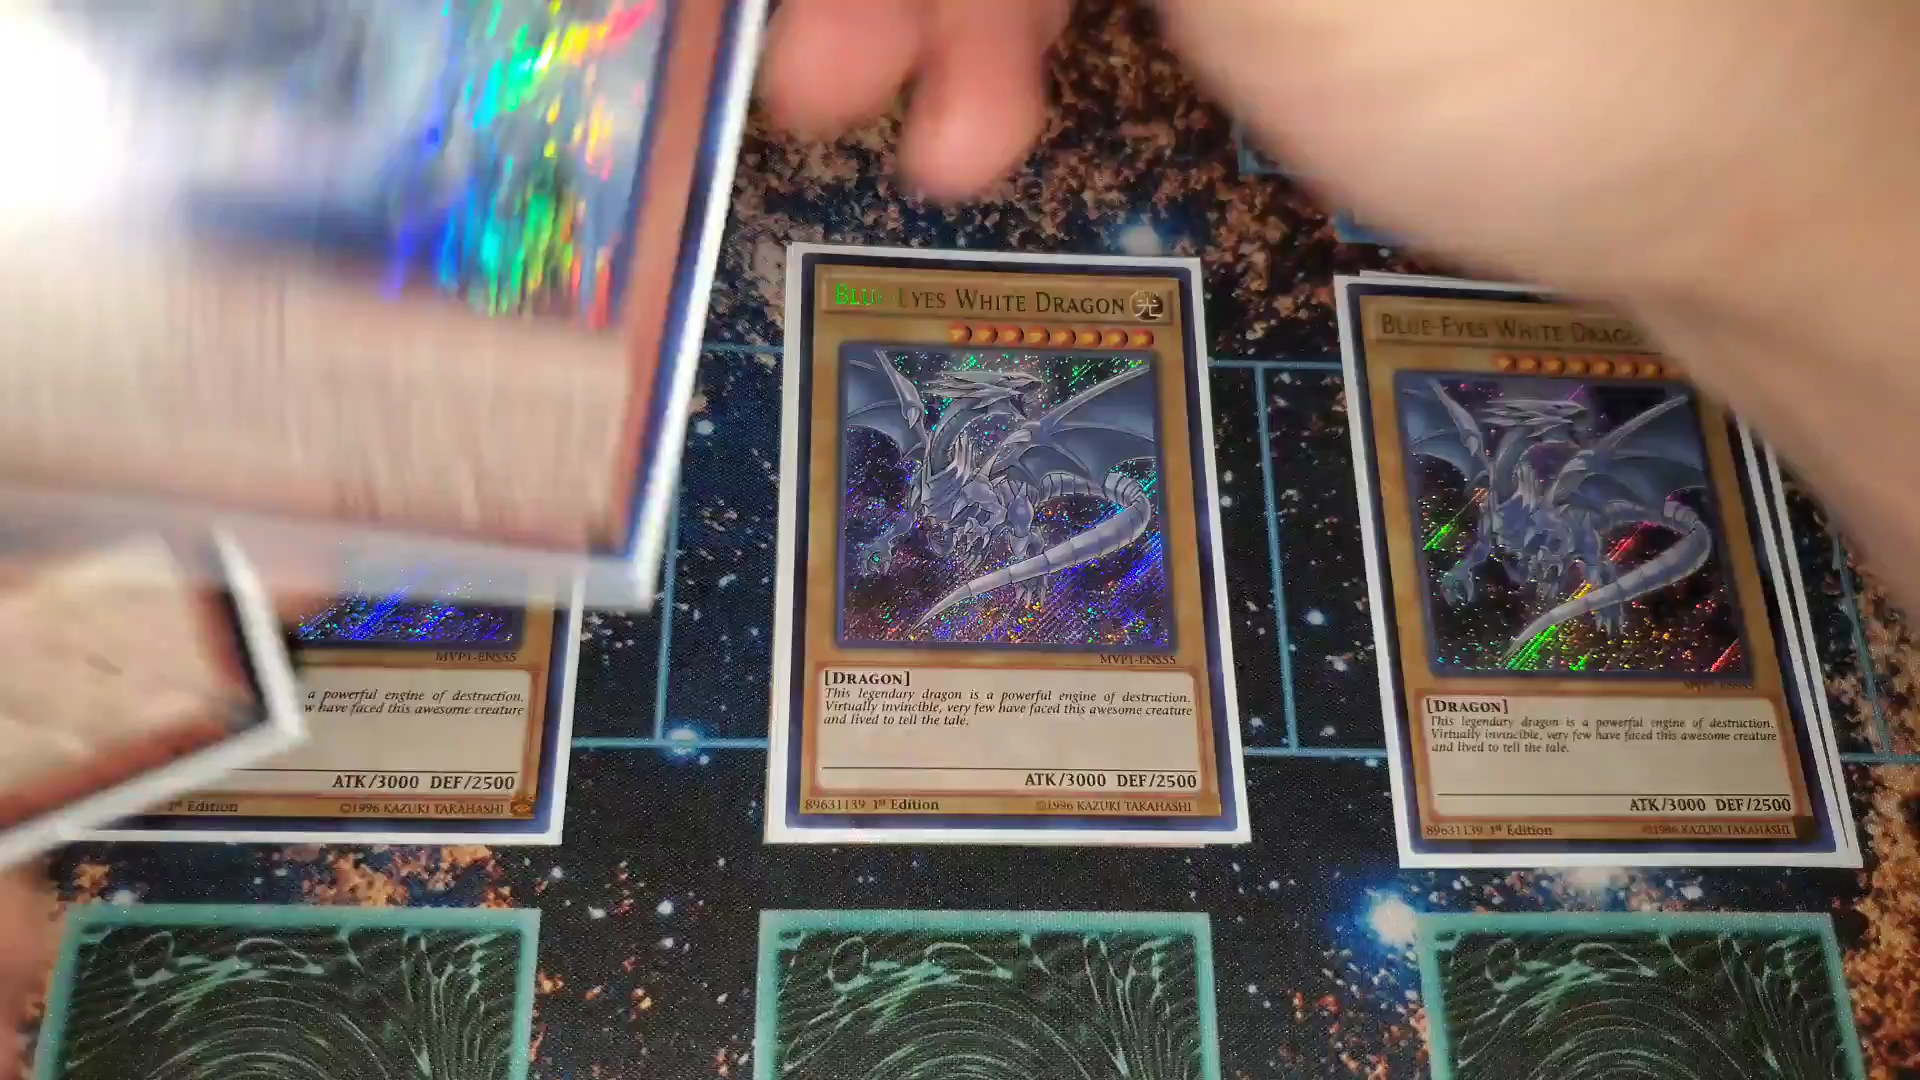 MVP1-ENS55
a powerful engine of destruction.
w have faced this awesome creature
ATK/3000 DEF/2500
1st Edition
©1996 KAZUKI TAKAHASHI
BLUE-EYES WHITE DRAGON
光
MVP1-ENS55
[DRAGON]
This legendary dragon is a powerful engine of destruction.
Virtually invincible, very few have faced this awesome creature
and lived to tell the tale.
ATK/3000 DEF/2500
89631139 1st Edition
©1996 KAZUKI TAKAHASHI
BLUE-EYES WHITE DRAGO
[DRAGON]
This legendary dragon is a powerful engine of destruction.
Virtually invincible, very few have faced this awesome creature
and lived to tell the tale.
ATK/3000 DEF/2500
89631139 1st Edition
©1996 KAZUKI TAKAHASHI